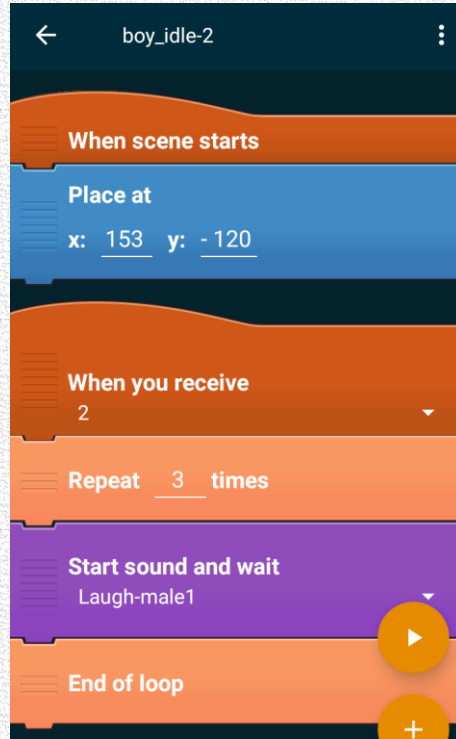 boy_idle-2
When scene starts
Place at
x: 153 y: - 120
When you receive
2
Repeat 3 times
Start sound and wait
Laugh-male1
End of loop